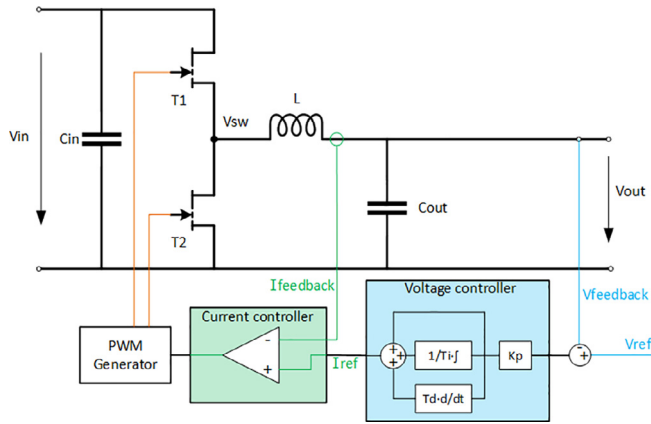 T1
Vsw
L
Vin
Cin
T2
Cout
Vout
Ifeedback
Vfeedback
Current controller
Voltage controller
PWM
Generator
-
+
Iref
+
+
+
1/Ti·∫
Kp
Td·d/dt
-
+
Vref